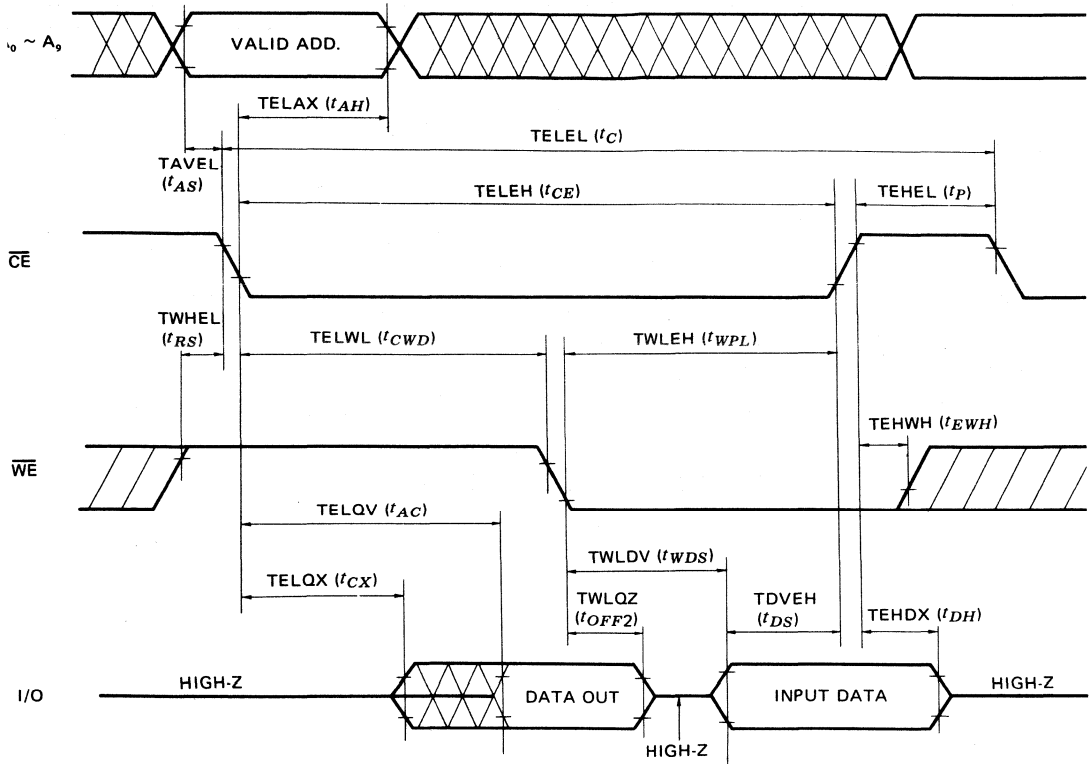 A₀ ~ A₉
VALID ADD.
TELAX (tAH)
TELEL (tC)
TAVEL
(tAS)
TELEH (tCE)
TEHEL (tP)
CE
TWHEL
(tRS)
TELWL (tCWD)
TWLEH (tWPL)
TEHWH (tEWH)
WE
TELQV (tAC)
TWLDV (tWDS)
TELQX (tCX)
TWLQZ
(tOFF2)
TDVEH
(tDS)
TEHDX (tDH)
I/O
HIGH-Z
DATA OUT
INPUT DATA
HIGH-Z
HIGH-Z